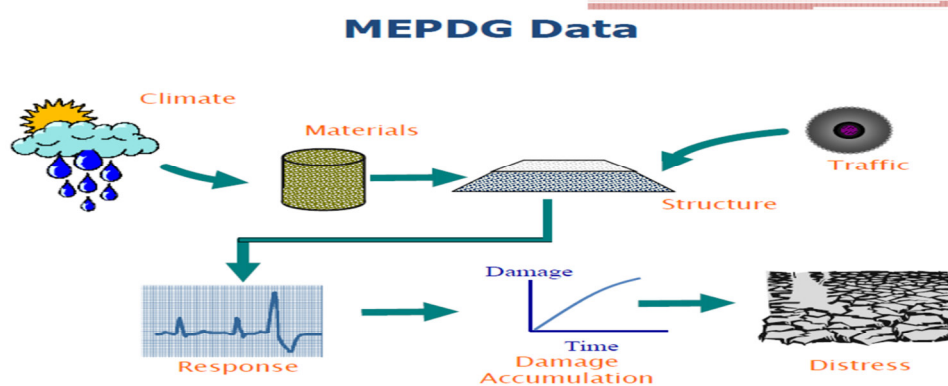 MEPDG Data
Climate
Materials
Traffic
Structure
Damage
Time
Response
Damage
Accumulation
Distress